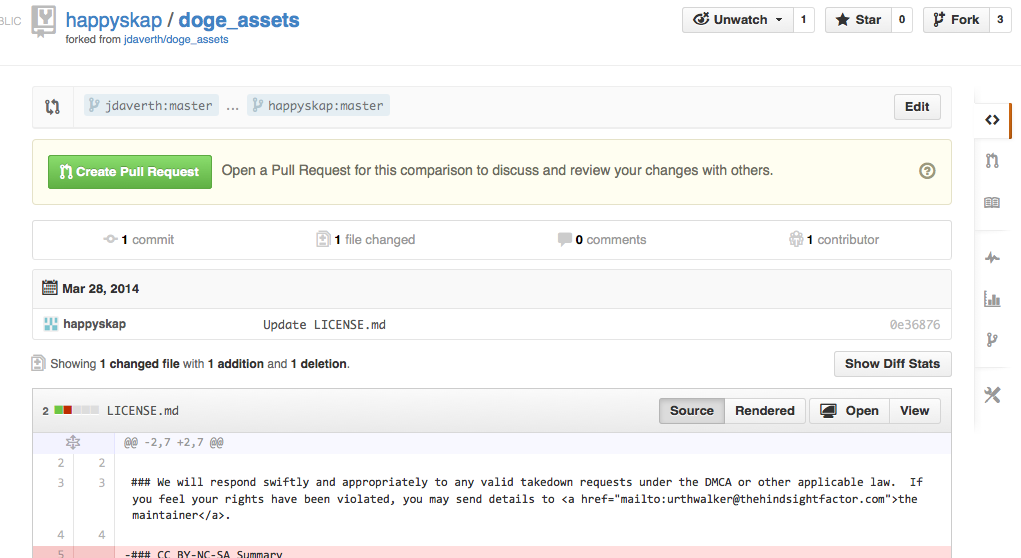 BLIC happyskap / doge_assets Unwatch 1 Star 0 Fork 3
forked from jdaverth/doge_assets
jdaverth:master ... happyskap:master Edit
Create Pull Request Open a Pull Request for this comparison to discuss and review your changes with others. ?
1 commit 1 file changed 0 comments 1 contributor
Mar 28, 2014
happyskap Update LICENSE.md 0e36876
Showing 1 changed file with 1 addition and 1 deletion. Show Diff Stats
2 LICENSE.md Source Rendered Open View
@@ -2,7 +2,7 @@
2 2
3 3 ### We will respond swiftly and appropriately to any valid takedown requests under the DMCA or other applicable law. If
you feel your rights have been violated, you may send details to <a href="mailto:urthwalker@thehindsightfactor.com">the
maintainer</a>.
4 4
5 -### CC BY-NC-SA Summary